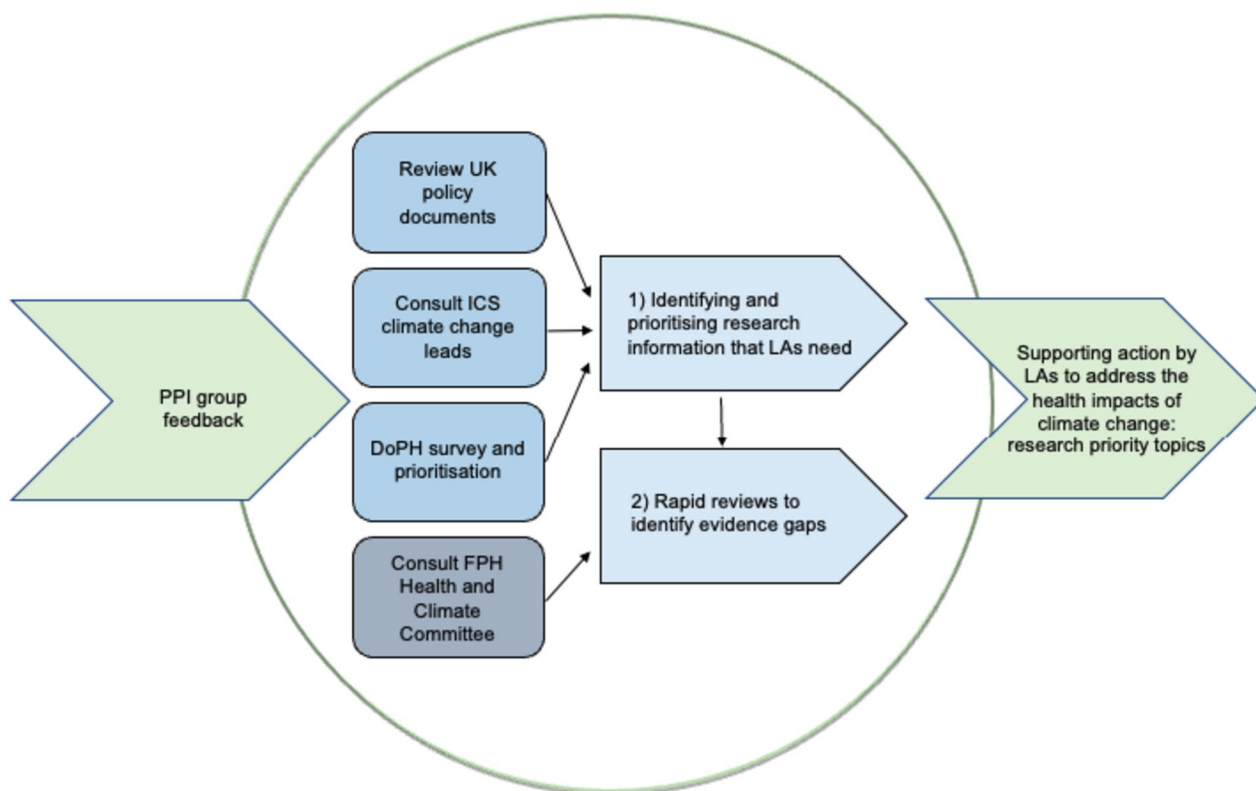 Review UK
policy
documents
Consult ICS
climate change
leads
DoPH survey and
prioritisation
Consult FPH
Health and
Climate
Committee
1) Identifying and
prioritising research
information that LAs need
2) Rapid reviews to
identify evidence gaps
PPI group
feedback
Supporting action by
LAs to address the
health impacts of
climate change:
research priority topics